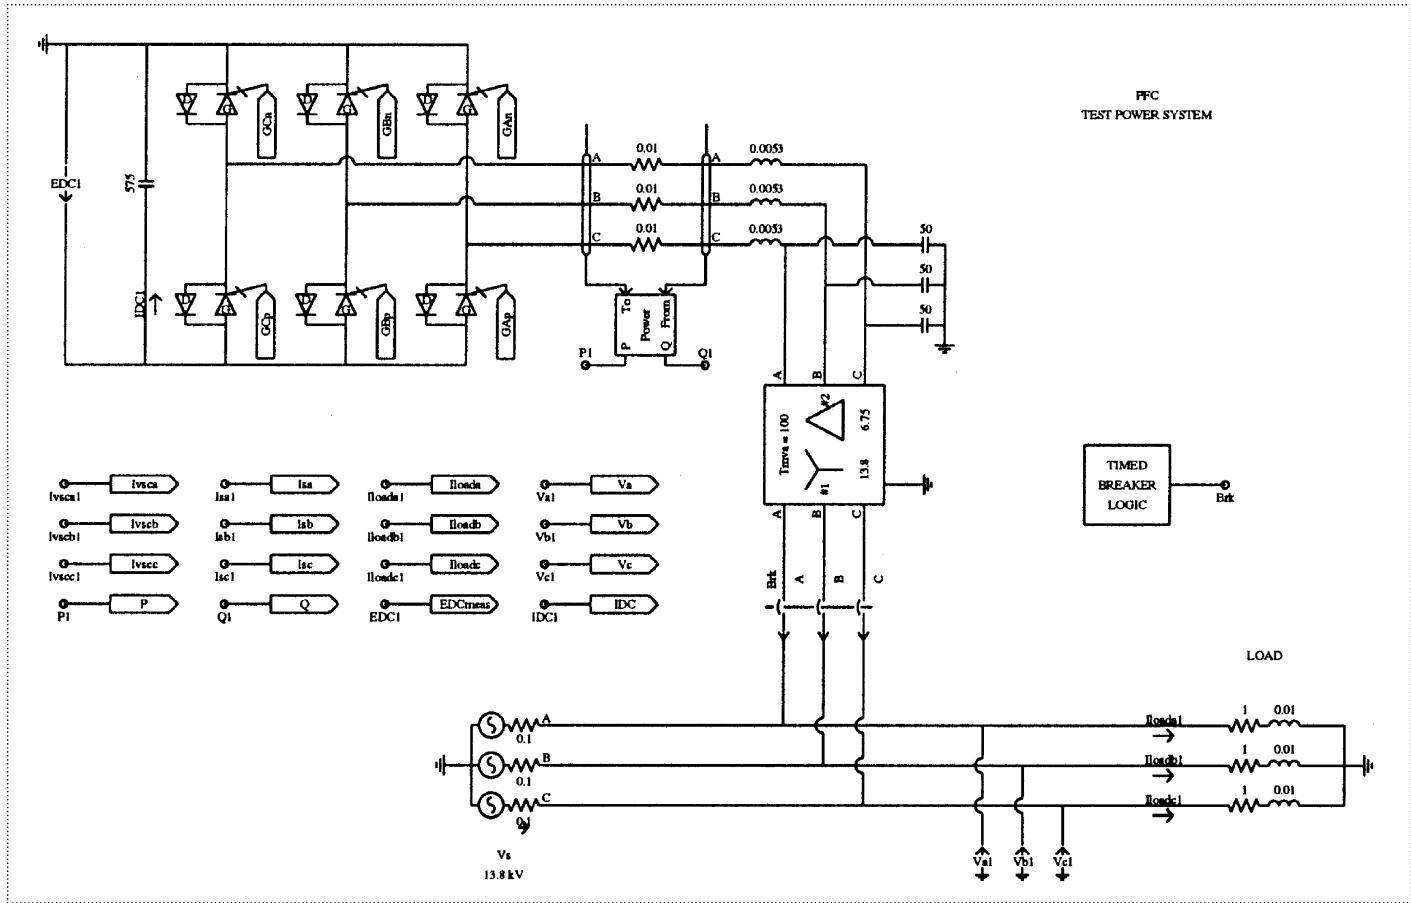 PFC
TEST POWER SYSTEM
D G GCn
D G GBn
D G GAn
EDC1
575
IDC1
D G GCp
D G GBp
D G GAp
A 0.01 A 0.0053
B 0.01 B 0.0053
C 0.01 C 0.0053
50
50
50
To From
Power
P Q
P1 Q1
A B C
#2
Tmva = 100 6.75
13.8
#1
A B C
TIMED
BREAKER
LOGIC
Brk
Ivsca1 Ivsca
Isa1 Isa
Iloada1 Iloada
Va1 Va
Ivscb1 Ivscb
Isb1 Isb
Iloadb1 Iloadb
Vb1 Vb
Ivscc1 Ivscc
Isc1 Isc
Iloadc1 Iloadc
Vc1 Vc
P1 P
Q1 Q
EDC1 EDCmeas
IDC1 IDC
Brk A B C
LOAD
A 0.1
B 0.1
C 0.1
Iloada1 1 0.01
Iloadb1 1 0.01
Iloadc1 1 0.01
Va1 Vb1 Vc1
Vs
13.8 kV